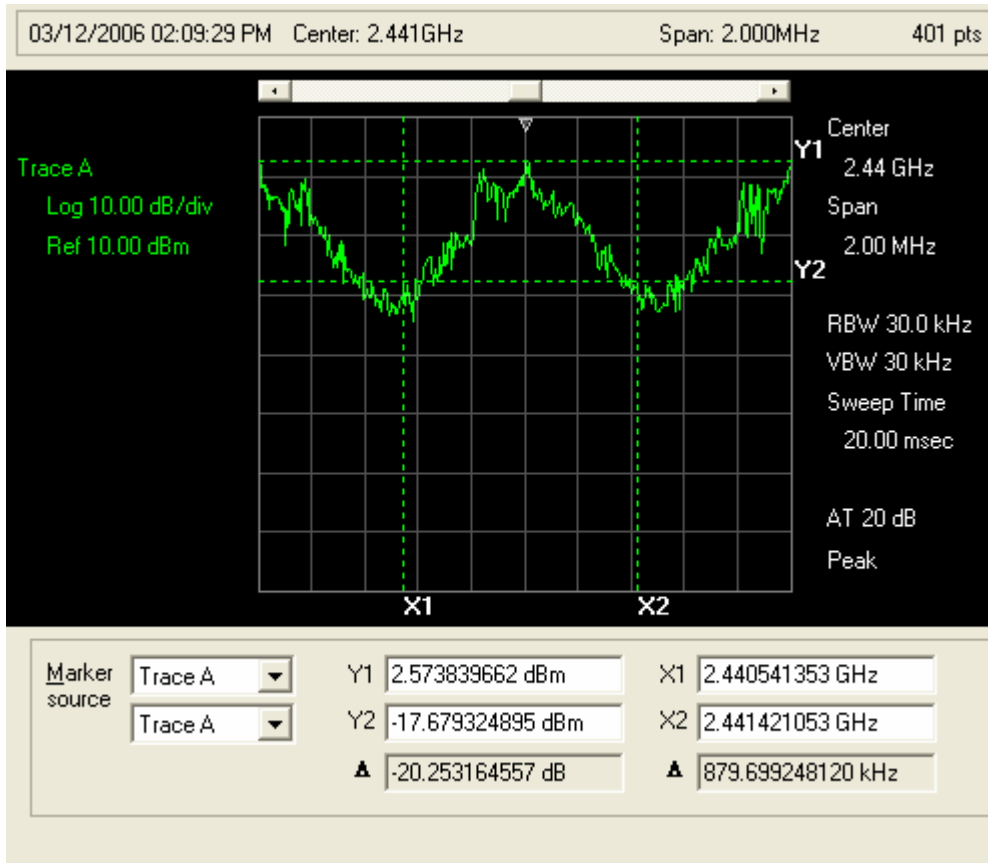 03/12/2006 02:09:29 PM Center: 2.441GHz Span: 2.000MHz 401 pts
Trace A
Log 10.00 dB/div
Ref 10.00 dBm
Y1
Y2
X1
X2
Center
2.44 GHz
Span
2.00 MHz
RBW 30.0 kHz
VBW 30 kHz
Sweep Time
20.00 msec
AT 20 dB
Peak
Marker source
Trace A
Trace A
Y1 2.573839662 dBm
Y2 -17.679324895 dBm
Δ -20.253164557 dB
X1 2.440541353 GHz
X2 2.441421053 GHz
Δ 879.699248120 kHz